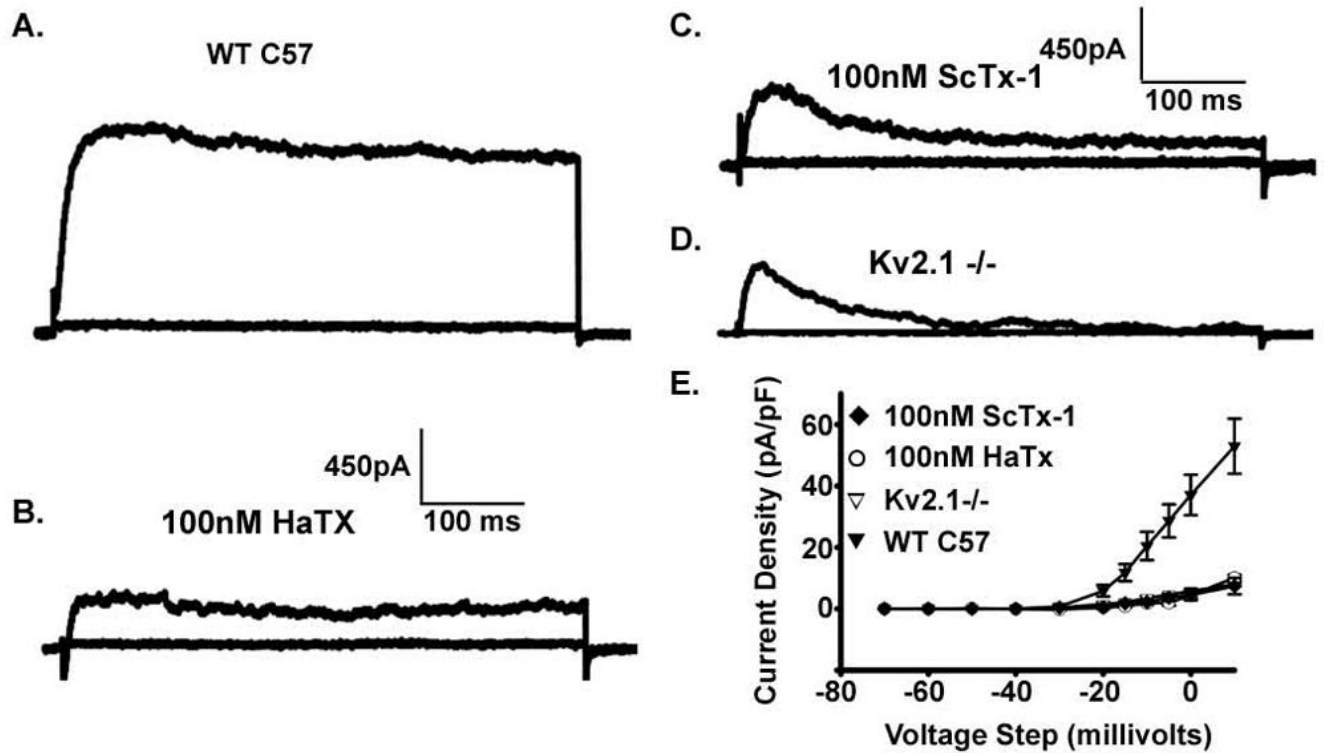 A.
WT C57
450pA
100 ms
B.
100nM HaTX
C.
450pA
100nM ScTx-1
100 ms
D.
Kv2.1 -/-
E.
Current Density (pA/pF)
60
40
20
0
100nM ScTx-1
100nM HaTx
Kv2.1-/-
WT C57
-80 -60 -40 -20 0
Voltage Step (millivolts)